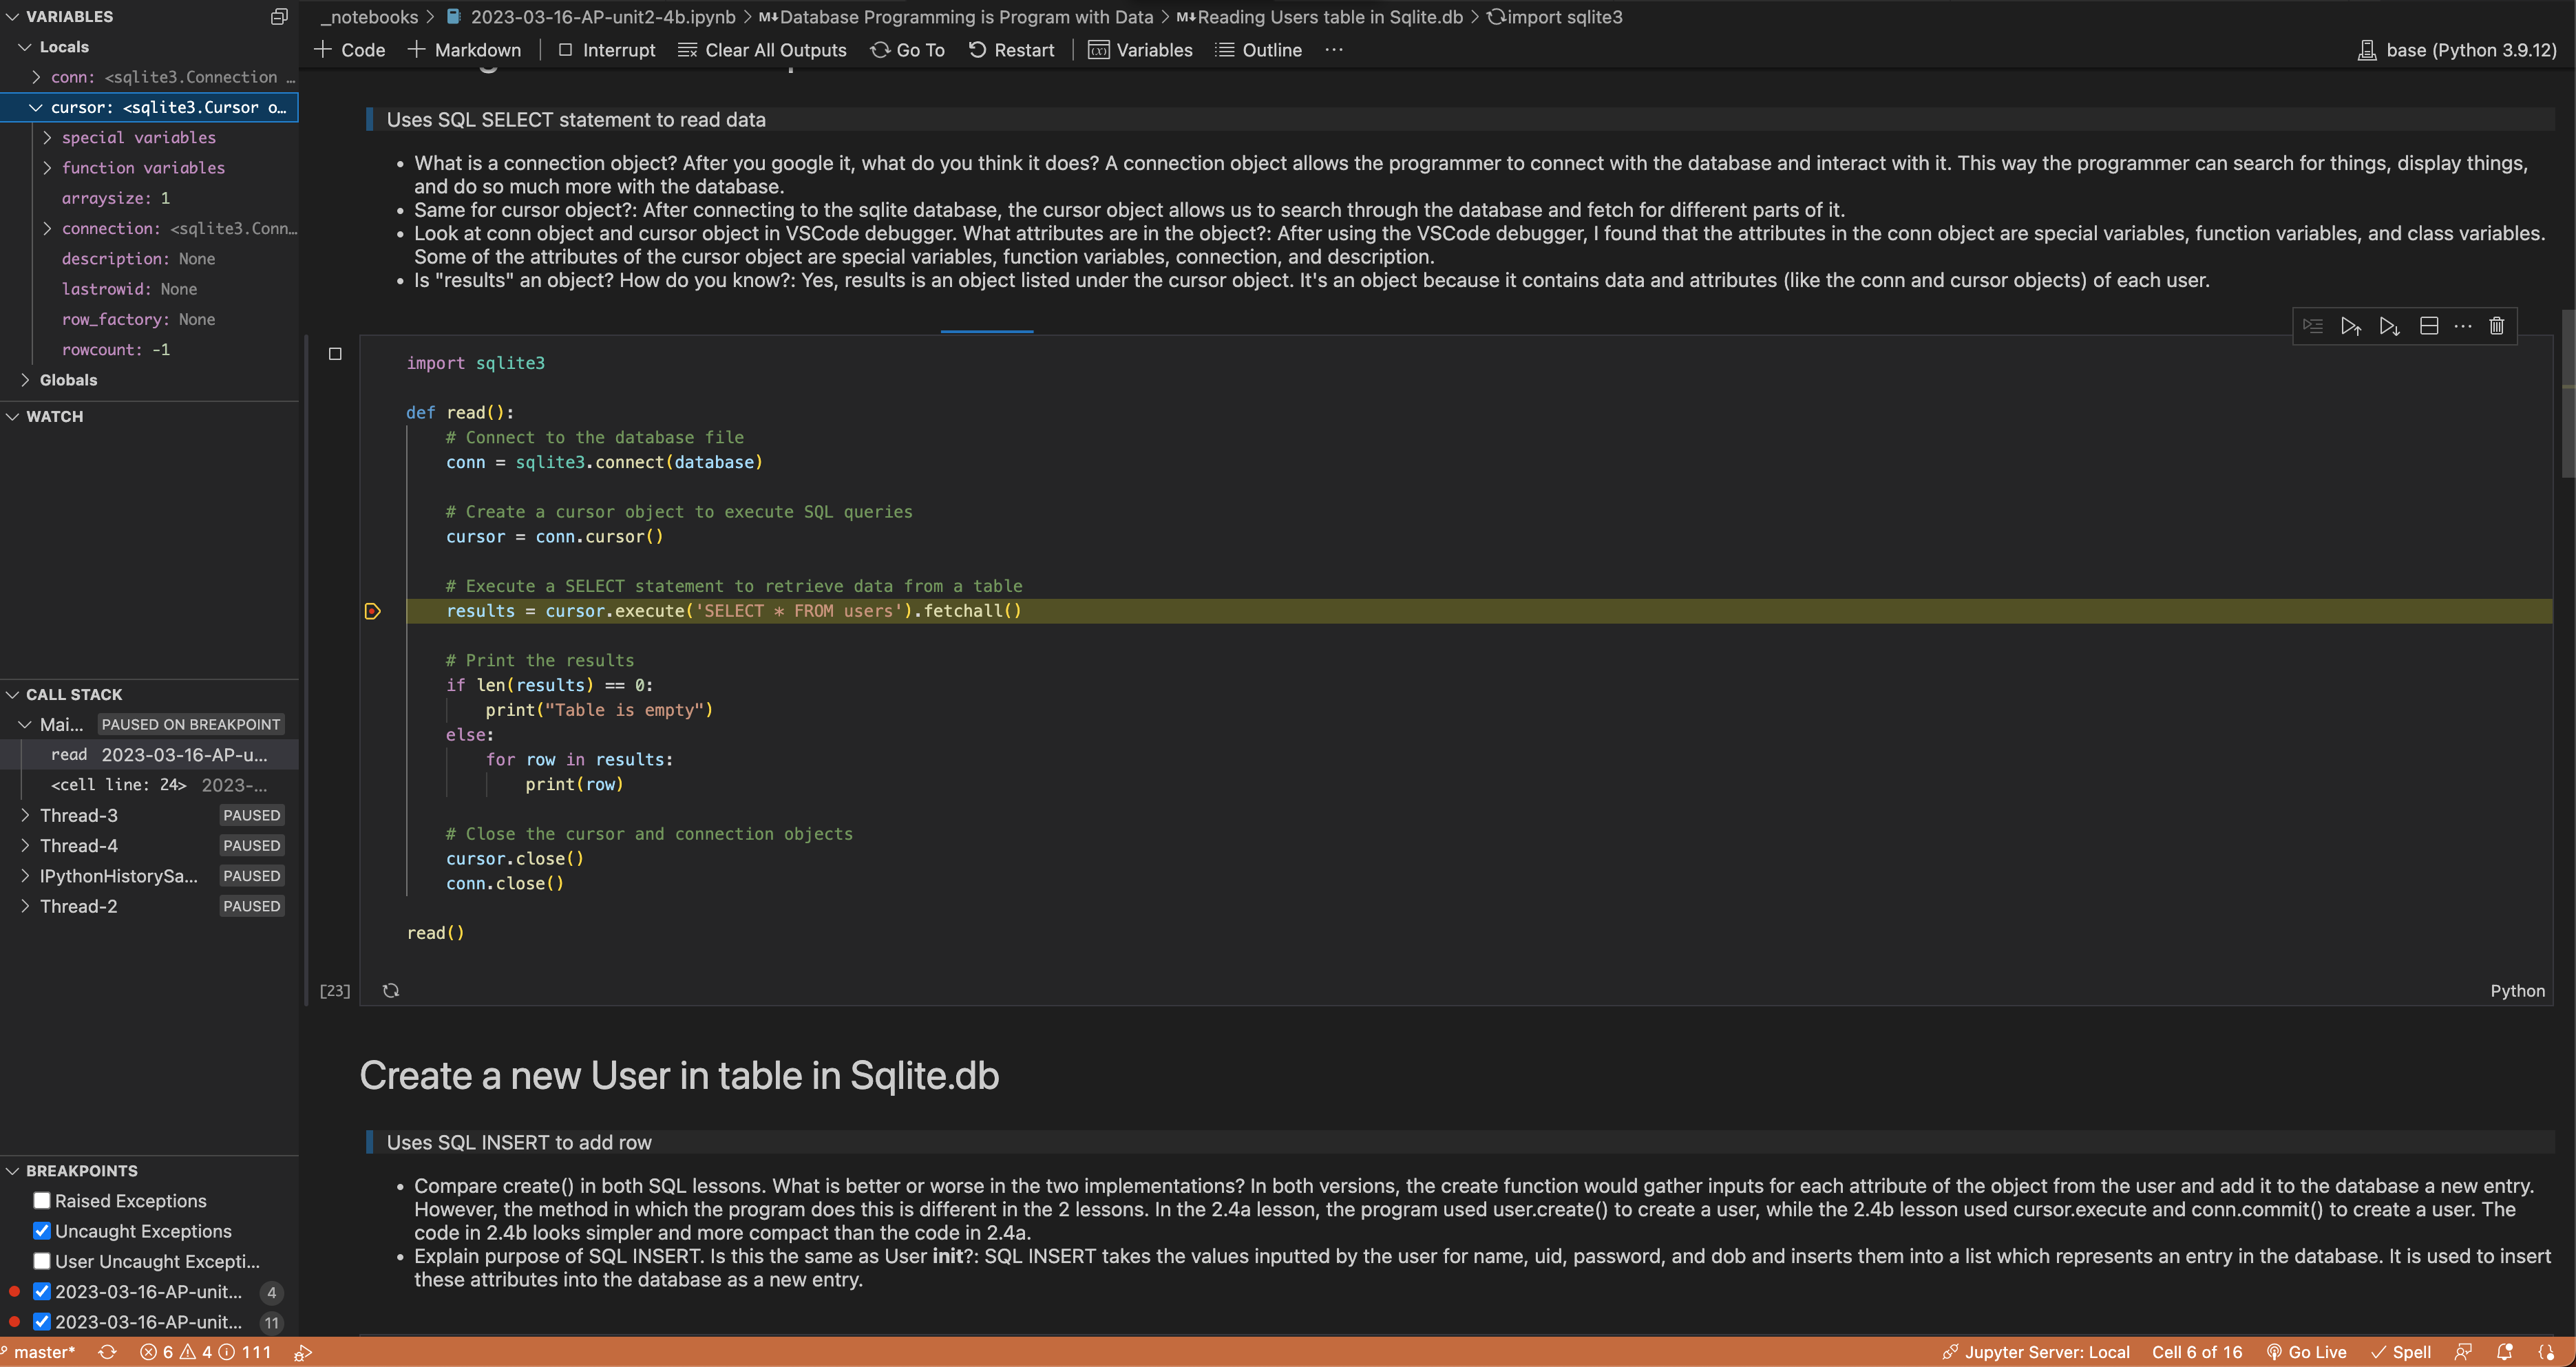 VARIABLES
Locals
conn: <sqlite3.Connection …
cursor: <sqlite3.Cursor o…
special variables
function variables
arraysize: 1
connection: <sqlite3.Conn…
description: None
lastrowid: None
row_factory: None
rowcount: -1
Globals
WATCH
CALL STACK
Mai… PAUSED ON BREAKPOINT
read 2023-03-16-AP-u…
<cell line: 24> 2023-…
Thread-3 PAUSED
Thread-4 PAUSED
IPythonHistorySa… PAUSED
Thread-2 PAUSED
BREAKPOINTS
Raised Exceptions
Uncaught Exceptions
User Uncaught Excepti…
2023-03-16-AP-unit… 4
2023-03-16-AP-unit… 11
_notebooks > 2023-03-16-AP-unit2-4b.ipynb > M↓Database Programming is Program with Data > M↓Reading Users table in Sqlite.db > import sqlite3
+ Code + Markdown Interrupt Clear All Outputs Go To Restart Variables Outline … base (Python 3.9.12)
Uses SQL SELECT statement to read data
• What is a connection object? After you google it, what do you think it does? A connection object allows the programmer to connect with the database and interact with it. This way the programmer can search for things, display things,
and do so much more with the database.
• Same for cursor object?: After connecting to the sqlite database, the cursor object allows us to search through the database and fetch for different parts of it.
• Look at conn object and cursor object in VSCode debugger. What attributes are in the object?: After using the VSCode debugger, I found that the attributes in the conn object are special variables, function variables, and class variables.
Some of the attributes of the cursor object are special variables, function variables, connection, and description.
• Is "results" an object? How do you know?: Yes, results is an object listed under the cursor object. It's an object because it contains data and attributes (like the conn and cursor objects) of each user.
import sqlite3
def read():
# Connect to the database file
conn = sqlite3.connect(database)
# Create a cursor object to execute SQL queries
cursor = conn.cursor()
# Execute a SELECT statement to retrieve data from a table
results = cursor.execute('SELECT * FROM users').fetchall()
# Print the results
if len(results) == 0:
print("Table is empty")
else:
for row in results:
print(row)
# Close the cursor and connection objects
cursor.close()
conn.close()
read()
[23] Python
Create a new User in table in Sqlite.db
Uses SQL INSERT to add row
• Compare create() in both SQL lessons. What is better or worse in the two implementations? In both versions, the create function would gather inputs for each attribute of the object from the user and add it to the database a new entry.
However, the method in which the program does this is different in the 2 lessons. In the 2.4a lesson, the program used user.create() to create a user, while the 2.4b lesson used cursor.execute and conn.commit() to create a user. The
code in 2.4b looks simpler and more compact than the code in 2.4a.
• Explain purpose of SQL INSERT. Is this the same as User init?: SQL INSERT takes the values inputted by the user for name, uid, password, and dob and inserts them into a list which represents an entry in the database. It is used to insert
these attributes into the database as a new entry.
master* 6 4 111 Jupyter Server: Local Cell 6 of 16 Go Live Spell